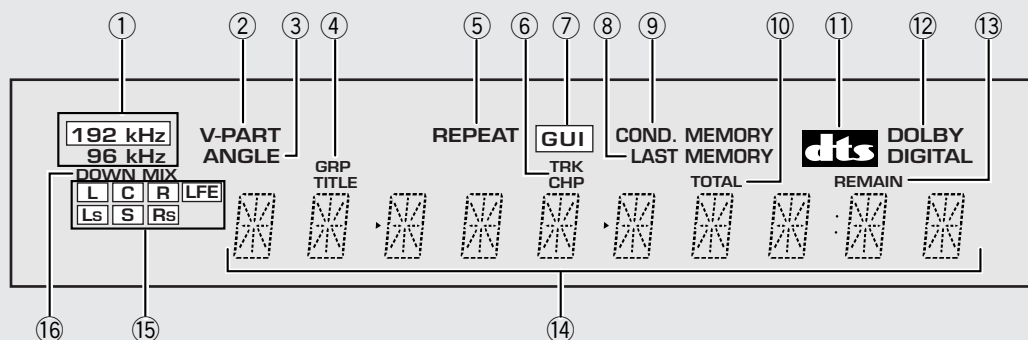 ① ② ③ ④ ⑤ ⑥ ⑦ ⑧ ⑨ ⑩ ⑪ ⑫ ⑬
192 kHz
96 kHz
V-PART
ANGLE
GRP
TITLE
REPEAT
GUI
TRK
CHP
COND. MEMORY
LAST MEMORY
TOTAL
dts
DOLBY
DIGITAL
REMAIN
DOWN MIX
L C R LFE
Ls S Rs
⑯ ⑮ ⑭